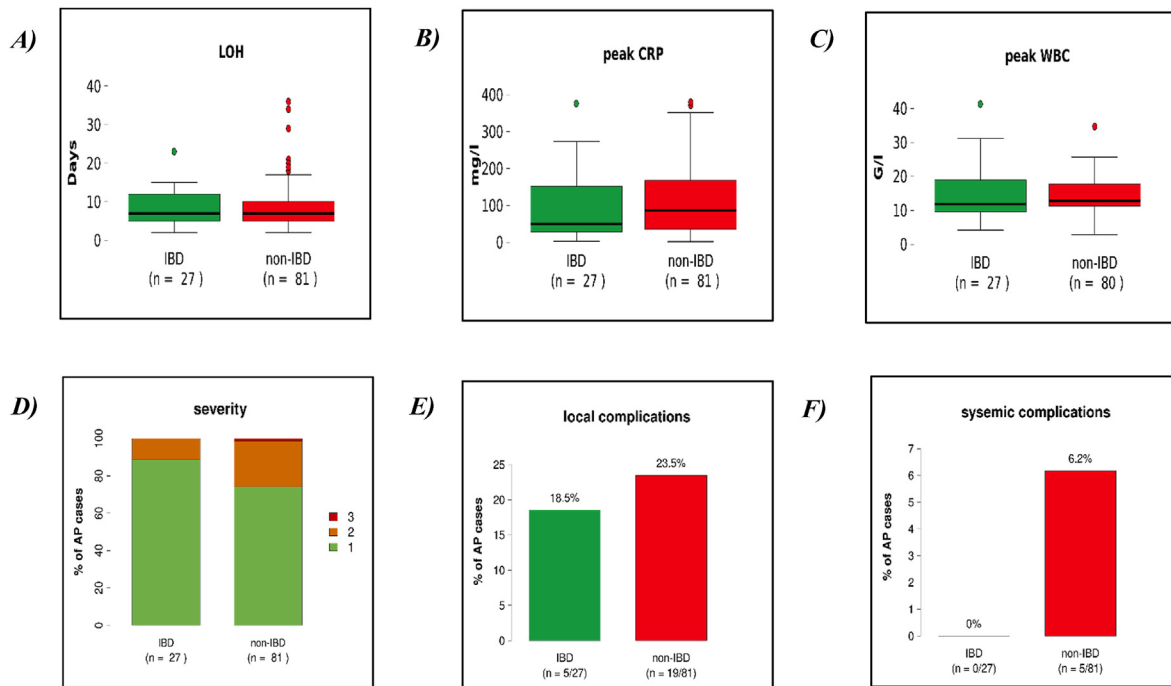 A)
LOH
Days
40
30
20
10
0
IBD
(n = 27 )
non-IBD
(n = 81 )
B)
peak CRP
mg/l
400
300
200
100
0
IBD
(n = 27 )
non-IBD
(n = 81 )
C)
peak WBC
G/l
40
30
20
10
0
IBD
(n = 27 )
non-IBD
(n = 80 )
D)
severity
% of AP cases
100
80
60
40
20
0
3
2
1
IBD
(n = 27 )
non-IBD
(n = 81 )
E)
local complications
% of AP cases
25
20
15
10
5
0
18.5%
23.5%
IBD
(n = 5/27)
non-IBD
(n = 19/81)
F)
sysemic complications
% of AP cases
7
6
5
4
3
2
1
0
0%
6.2%
IBD
(n = 0/27)
non-IBD
(n = 5/81)